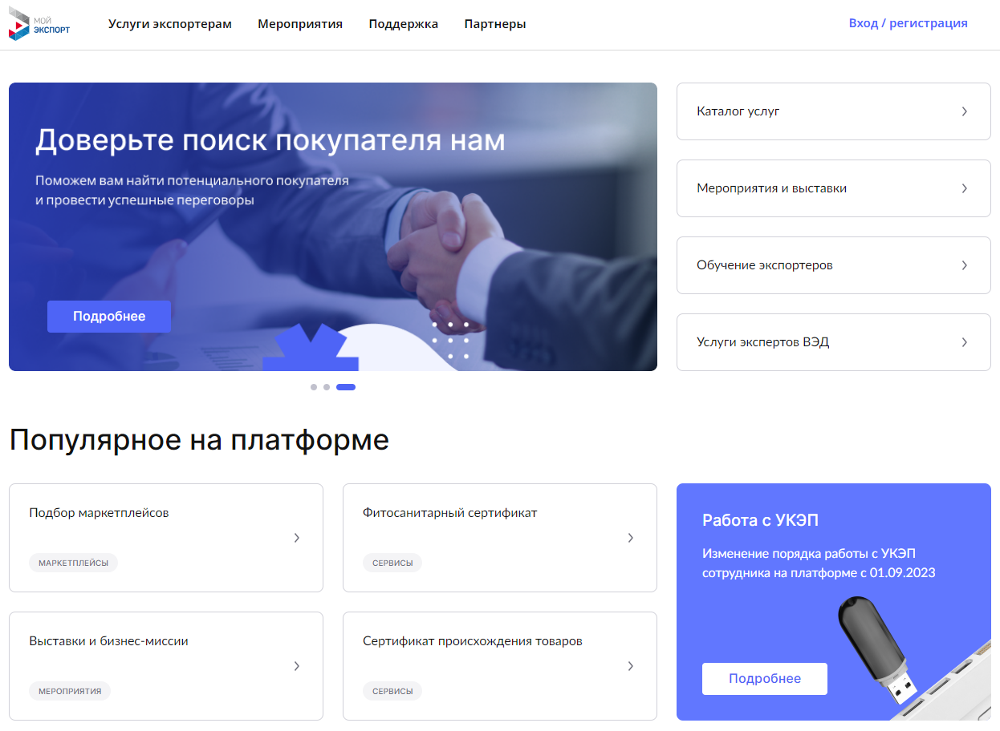 МОЙ
ЭКСПОРТ
Услуги экспортерам
Мероприятия
Поддержка
Партнеры
Вход / регистрация
Доверьте поиск покупателя нам
Поможем вам найти потенциального покупателя
и провести успешные переговоры
Подробнее
Каталог услуг
Мероприятия и выставки
Обучение экспортеров
Услуги экспертов ВЭД
Популярное на платформе
Подбор маркетплейсов
МАРКЕТПЛЕЙСЫ
Фитосанитарный сертификат
СЕРВИСЫ
Работа с УКЭП
Изменение порядка работы с УКЭП
сотрудника на платформе с 01.09.2023
Подробнее
Выставки и бизнес-миссии
МЕРОПРИЯТИЯ
Сертификат происхождения товаров
СЕРВИСЫ